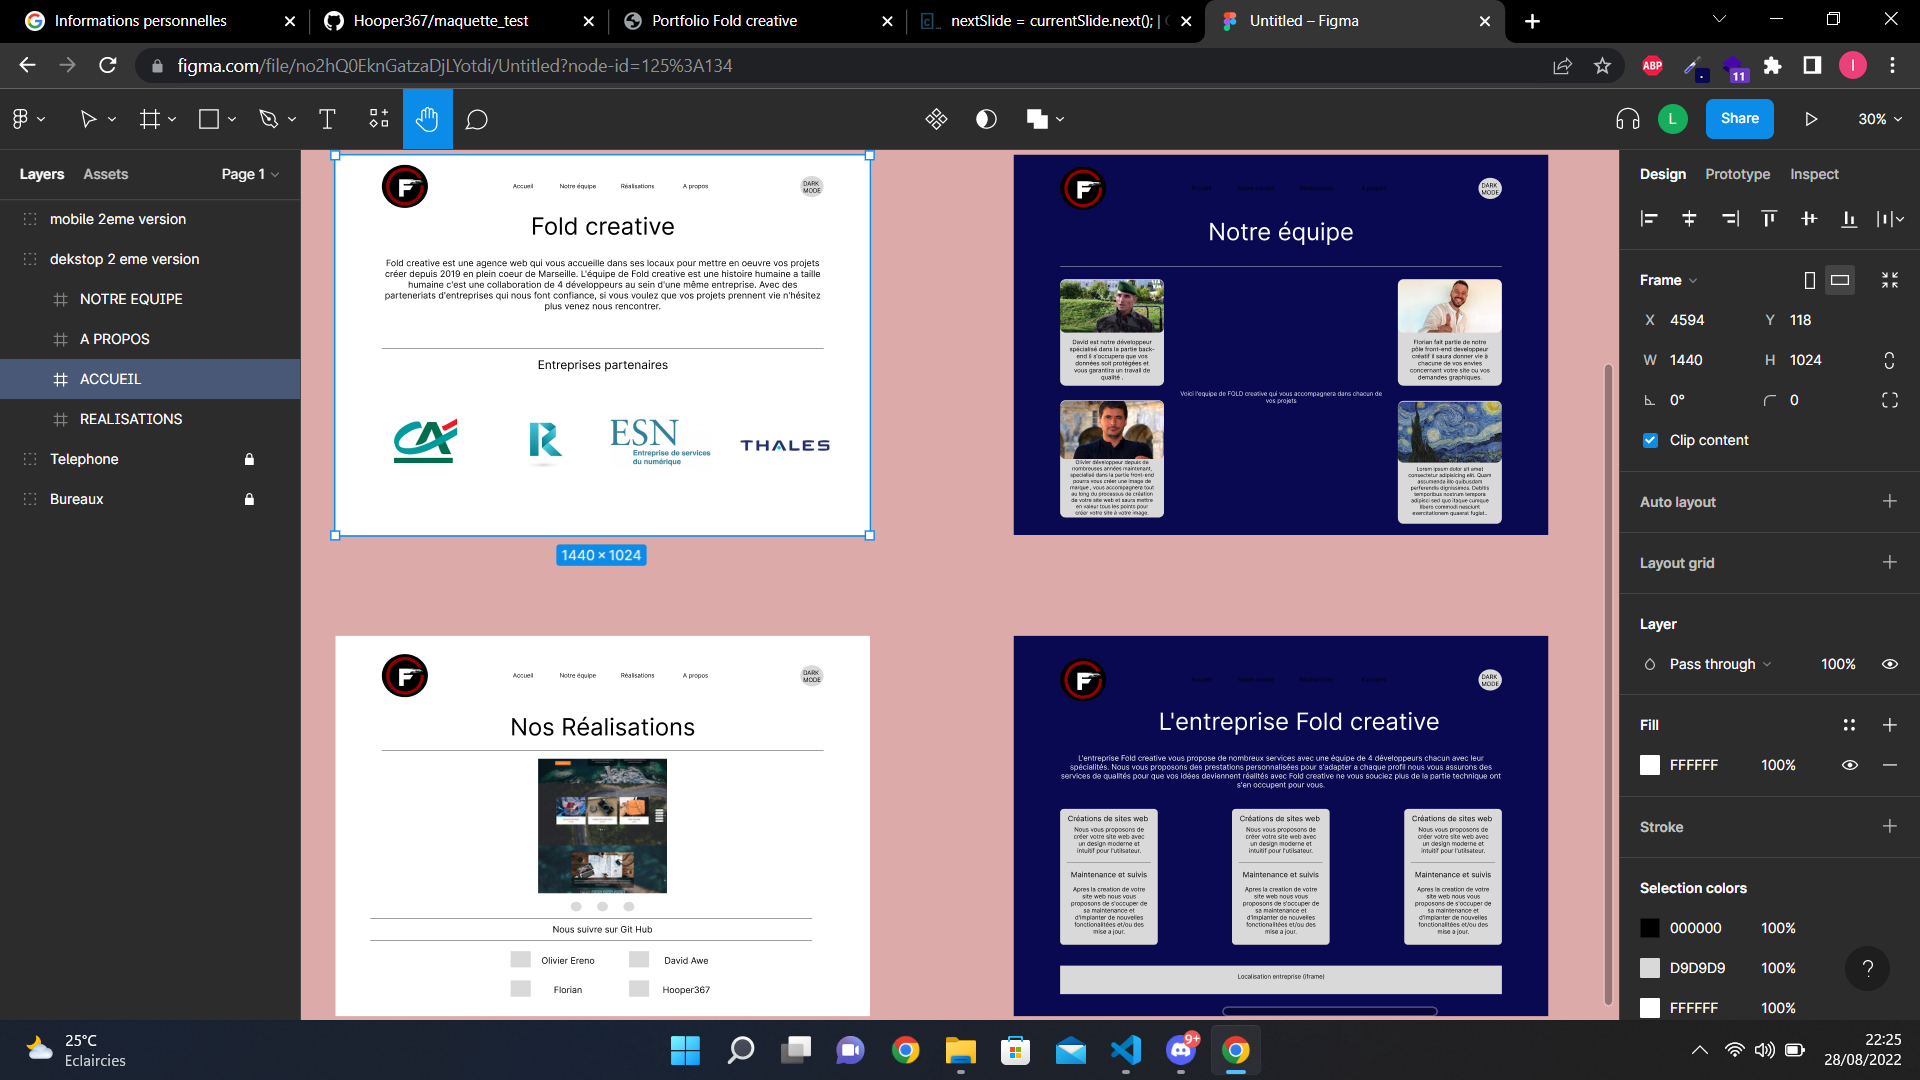 Informations personnelles
Hooper367/maquette_test
Portfolio Fold creative
nextSlide = currentSlide.next(); |
Untitled – Figma
figma.com/file/no2hQ0EknGatzaDjLYotdi/Untitled?node-id=125%3A134
ABP
11
I
L
Share
30%
Layers
Assets
Page 1
mobile 2eme version
dekstop 2 eme version
NOTRE EQUIPE
A PROPOS
ACCUEIL
REALISATIONS
Telephone
Bureaux
F
Accueil
Notre équipe
Réalisations
A propos
DARK
MODE
Fold creative
Fold creative est une agence web qui vous accueille dans ses locaux pour mettre en oeuvre vos projets
créer depuis 2019 en plein coeur de Marseille. L'équipe de Fold creative est une histoire humaine a taille
humaine c'est une collaboration de 4 développeurs au sein d'une même entreprise. Avec des
parteneriats d'entreprises qui nous font confiance, si vous voulez que vos projets prennent vie n'hésitez
plus venez nous rencontrer.
Entreprises partenaires
CA
R
ESN
Entreprise de services
du numérique
THALES
1440 × 1024
F
Accueil
Notre équipe
Réalisations
A propos
DARK
MODE
Notre équipe
David est notre développeur
spécialisé dans la partie back-
end il s'occupera que vos
données soit protégées et
vous garantira un travail de
qualité .
Florian fait partie de notre
pôle front-end developpeur
créatif il saura donner vie à
chacune de vos envies
concernant votre site ou vos
demandes graphiques.
Voici l'equipe de FOLD creative qui vous accompagnera dans chacun de
vos projets
Olivier développeur depuis de
nombreuses années maintenant,
specialisé dans la partie front-end
pourra vous créer une image de
marque , vous accompagnera tout
au long du processus de création
de votre site web et saura mettre
en valeur tous les points pour
créer votre site à votre image.
Lorem ipsum dolor sit amet
consectetur adipisicing elit. Quam
assumenda illo quibusdam
perferendis dignissimos. Debitis
temporibus nostrum tempora
adipisci sed quo itaque cumque
libero commodi nesciunt
exercitationem quaerat fugiat..
F
Accueil
Notre équipe
Réalisations
A propos
DARK
MODE
Nos Réalisations
Nous suivre sur Git Hub
Olivier Ereno
David Awe
Florian
Hooper367
F
DARK
MODE
L'entreprise Fold creative
L'entreprise Fold creative vous propose de nombreux services avec une équipe de 4 développeurs chacun avec leur
spécialités. Nous vous proposons des prestations personnalisées pour s'adapter a chaque profil nous vous assurons des
services de qualités pour que vos idées deviennent réalités avec Fold creative ne vous souciez plus de la partie technique ont
s'en occupent pour vous.
Créations de sites web
Nous vous proposons de
créer votre site web avec
un design moderne et
intuitif pour l'utlisateur.
Maintenance et suivis
Apres la creation de votre
site web nous vous
proposons de s'occuper de
sa maintenance et
d'implanter de nouvelles
fonctionalitées et/ou des
mise a jour.
Créations de sites web
Nous vous proposons de
créer votre site web avec
un design moderne et
intuitif pour l'utlisateur.
Maintenance et suivis
Apres la creation de votre
site web nous vous
proposons de s'occuper de
sa maintenance et
d'implanter de nouvelles
fonctionalitées et/ou des
mise a jour.
Créations de sites web
Nous vous proposons de
créer votre site web avec
un design moderne et
intuitif pour l'utlisateur.
Maintenance et suivis
Apres la creation de votre
site web nous vous
proposons de s'occuper de
sa maintenance et
d'implanter de nouvelles
fonctionalitées et/ou des
mise a jour.
Localisation entreprise (iframe)
Design
Prototype
Inspect
Frame
X 4594
Y 118
W 1440
H 1024
0°
0
Clip content
Auto layout
Layout grid
Layer
Pass through 100%
Fill
FFFFFF 100%
Stroke
Selection colors
000000 100%
D9D9D9 100%
FFFFFF 100%
?
25°C
Eclaircies
9+
22:25
28/08/2022